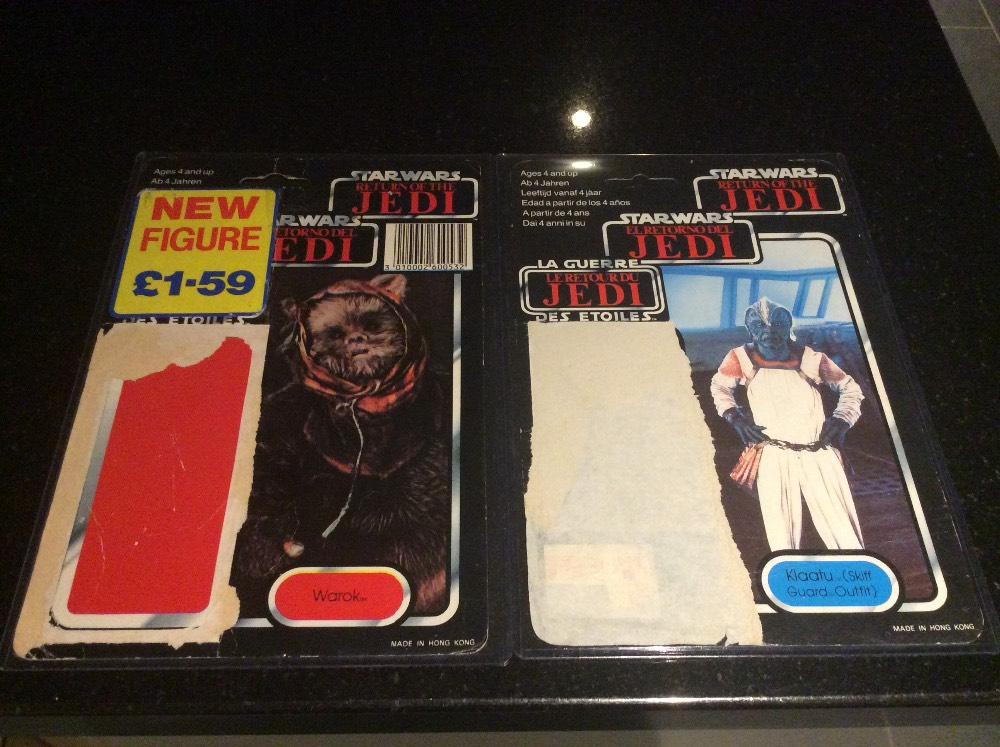 Ages 4 and up
Ab 4 Jahren
STAR WARS
RETURN OF THE
JEDI
NEW
FIGURE
£1·59
R WARS
ETORNO DEL
EDI
DES ETOILES
Warok
MADE IN HONG KONG
Ages 4 and up
Ab 4 Jahren
Leeftijd vanaf 4 jaar
Edad a partir de los 4 años
A partir de 4 ans
Dai 4 anni in su
STAR WARS
RETURN OF THE
JEDI
STAR WARS
EL RETORNO DEL
JEDI
LA GUERRE
LE RETOUR DU
JEDI
DES ETOILES
Klaatu (Skiff
Guard Outfit)
MADE IN HONG KONG